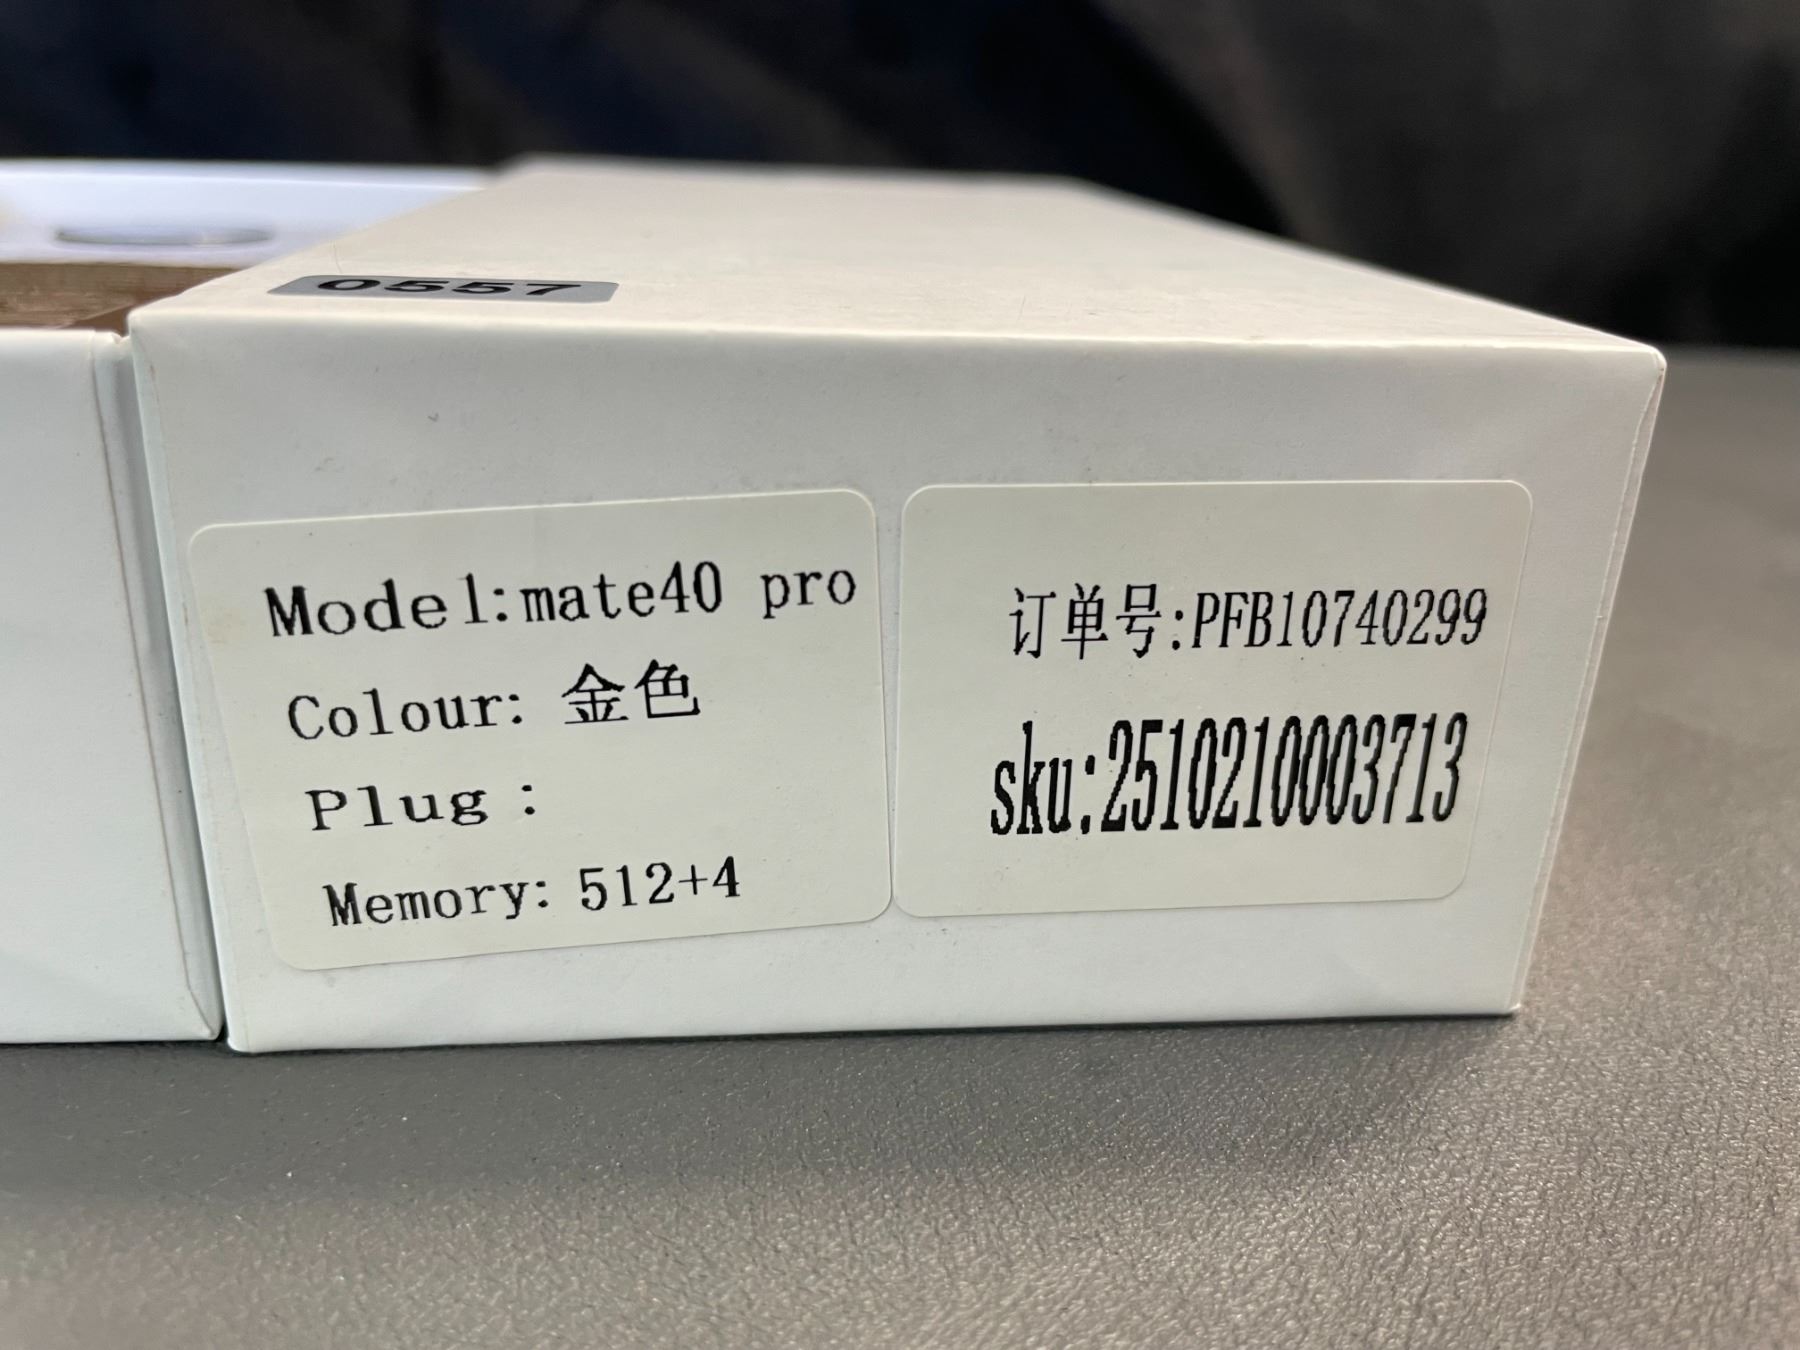 0557
Model:mate40 pro
Colour: 金色
Plug :
Memory: 512+4
订单号:PFB10740299
sku:2510210003713